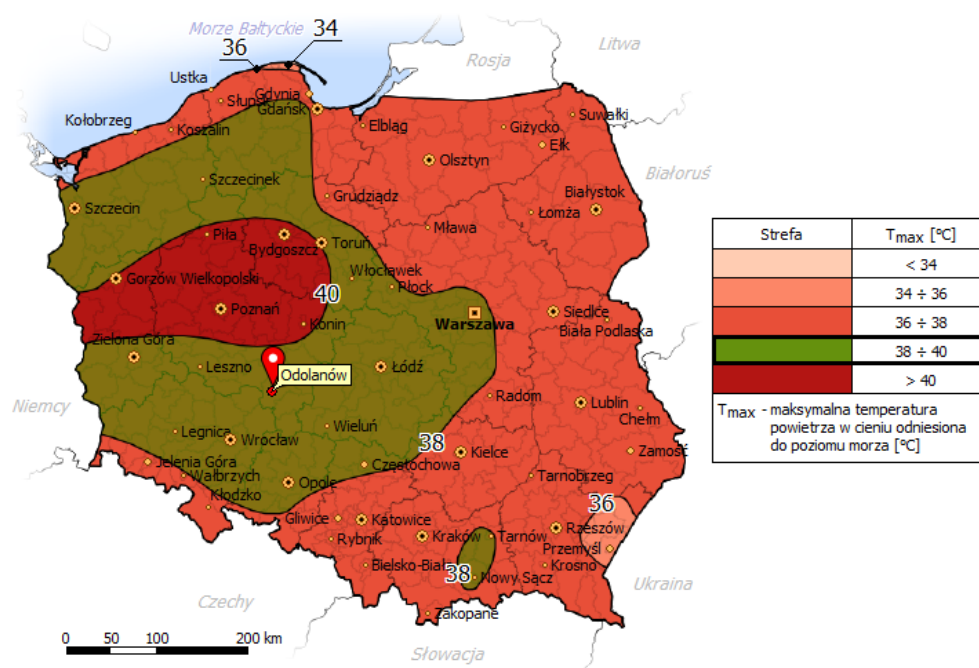 Morze Bałtyckie
34
36
Rosja
Litwa
Ustka
Gdynia
Słupsk
Gdańsk
Suwałki
Kołobrzeg
Koszalin
Elbląg
Giżycko
Ełk
Olsztyn
Białoruś
Szczecinek
Białystok
Grudziądz
Szczecin
Łomża
Mława
Piła
Bydgoszcz
Toruń
Włocławek
Gorzów Wielkopolski
Płock
40
Poznań
Siedlce
Konin
Warszawa
Biała Podlaska
Zielona Góra
Leszno
Łódź
Odolanów
Niemcy
Radom
Lublin
Chełm
Legnica
Wrocław
Wieluń
38
Kielce
Zamość
Jelenia Góra
Częstochowa
Wałbrzych
Opole
Tarnobrzeg
Kłodzko
36
Gliwice
Katowice
Rzeszów
Rybnik
Kraków
Tarnów
Przemyśl
Bielsko-Biała
38
Nowy Sącz
Krosno
Ukraina
Czechy
Zakopane
Słowacja
0 50 100 200 km
Strefa Tmax [°C]
< 34
34 ÷ 36
36 ÷ 38
38 ÷ 40
> 40
Tmax - maksymalna temperatura
powietrza w cieniu odniesiona
do poziomu morza [°C]